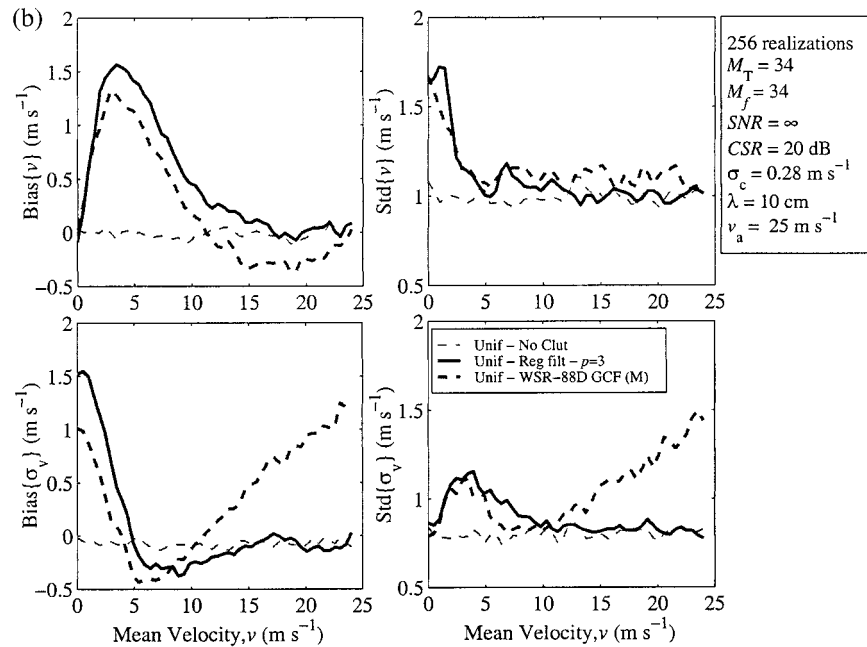 (b)
2
1.5
1
0.5
0
−0.5
0 5 10 15 20 25
Bias{v} (m s⁻¹)
2
1.5
1
0.5
0 5 10 15 20 25
Std{v} (m s⁻¹)
256 realizations
M_T = 34
M_f = 34
SNR = ∞
CSR = 20 dB
σ_c = 0.28 m s⁻¹
λ = 10 cm
v_a = 25 m s⁻¹
2
1.5
1
0.5
0
−0.5
0 5 10 15 20 25
Bias{σ_v} (m s⁻¹)
Mean Velocity,v (m s⁻¹)
2
1.5
1
0.5
0 5 10 15 20 25
Std{σ_v} (m s⁻¹)
Unif − No Clut
Unif − Reg filt − p=3
Unif − WSR−88D GCF (M)
Mean Velocity,v (m s⁻¹)